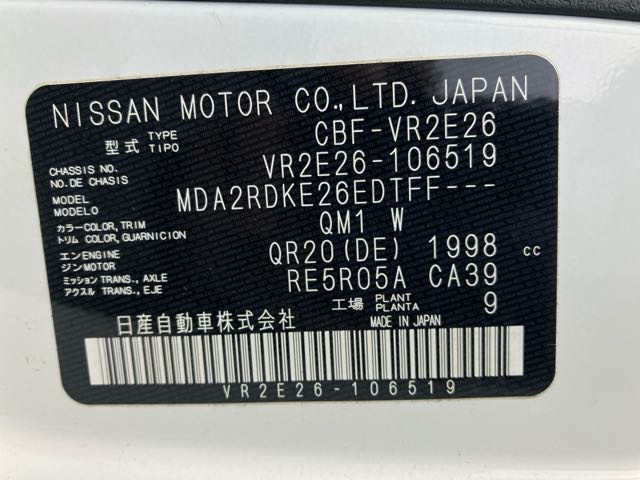 NISSAN MOTOR CO.,LTD. JAPAN
型式 TYPE TIPO CBF-VR2E26
CHASSIS NO. NO.DE CHASIS VR2E26-106519
MODEL MODELO MDA2RDKE26EDTFF---
カラー COLOR, TRIM トリム COLOR, GUARNICION QM1 W
エンEN ENGINE ジンMOTOR QR20(DE) 1998 cc
ミッション TRANS., AXLE アクスル TRANS., EJE RE5R05A CA39
工場 PLANT PLANTA 9
日産自動車株式会社 MADE IN JAPAN
VR2E26-106519